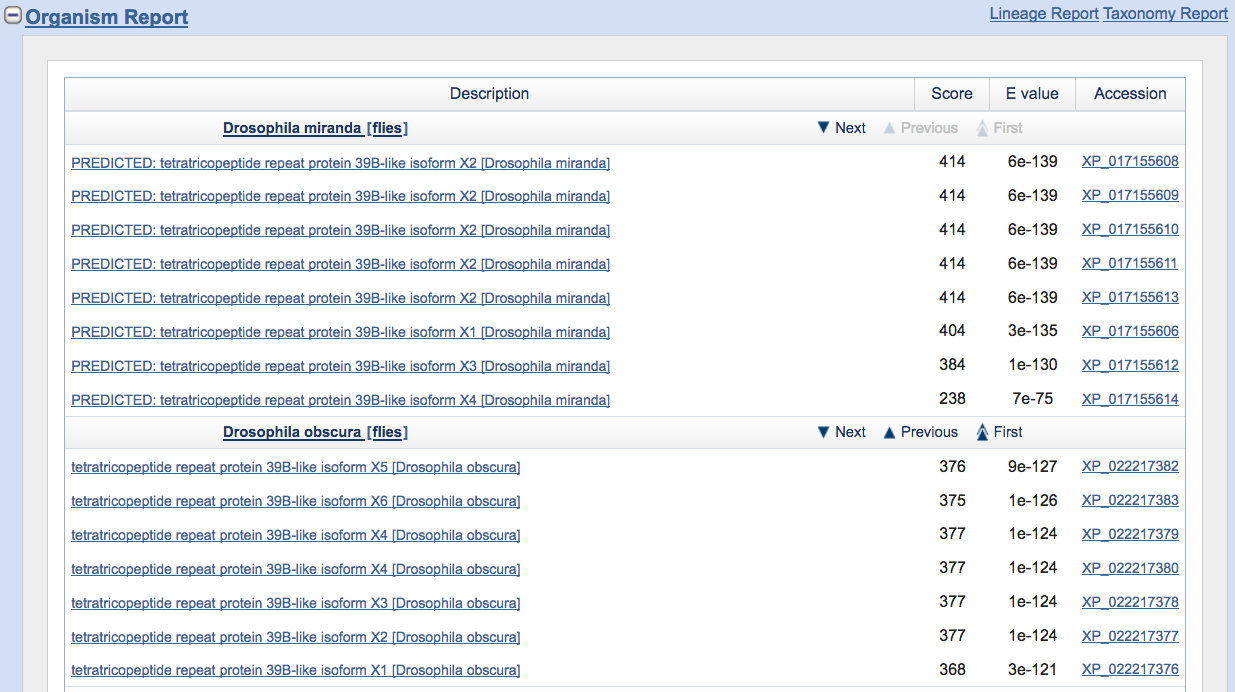 Organism Report Lineage Report Taxonomy Report
Description Score E value Accession
Drosophila miranda [flies] Next Previous First
PREDICTED: tetratricopeptide repeat protein 39B-like isoform X2 [Drosophila miranda] 414 6e-139 XP_017155608
PREDICTED: tetratricopeptide repeat protein 39B-like isoform X2 [Drosophila miranda] 414 6e-139 XP_017155609
PREDICTED: tetratricopeptide repeat protein 39B-like isoform X2 [Drosophila miranda] 414 6e-139 XP_017155610
PREDICTED: tetratricopeptide repeat protein 39B-like isoform X2 [Drosophila miranda] 414 6e-139 XP_017155611
PREDICTED: tetratricopeptide repeat protein 39B-like isoform X2 [Drosophila miranda] 414 6e-139 XP_017155613
PREDICTED: tetratricopeptide repeat protein 39B-like isoform X1 [Drosophila miranda] 404 3e-135 XP_017155606
PREDICTED: tetratricopeptide repeat protein 39B-like isoform X3 [Drosophila miranda] 384 1e-130 XP_017155612
PREDICTED: tetratricopeptide repeat protein 39B-like isoform X4 [Drosophila miranda] 238 7e-75 XP_017155614
Drosophila obscura [flies] Next Previous First
tetratricopeptide repeat protein 39B-like isoform X5 [Drosophila obscura] 376 9e-127 XP_022217382
tetratricopeptide repeat protein 39B-like isoform X6 [Drosophila obscura] 375 1e-126 XP_022217383
tetratricopeptide repeat protein 39B-like isoform X4 [Drosophila obscura] 377 1e-124 XP_022217379
tetratricopeptide repeat protein 39B-like isoform X4 [Drosophila obscura] 377 1e-124 XP_022217380
tetratricopeptide repeat protein 39B-like isoform X3 [Drosophila obscura] 377 1e-124 XP_022217378
tetratricopeptide repeat protein 39B-like isoform X2 [Drosophila obscura] 377 1e-124 XP_022217377
tetratricopeptide repeat protein 39B-like isoform X1 [Drosophila obscura] 368 3e-121 XP_022217376